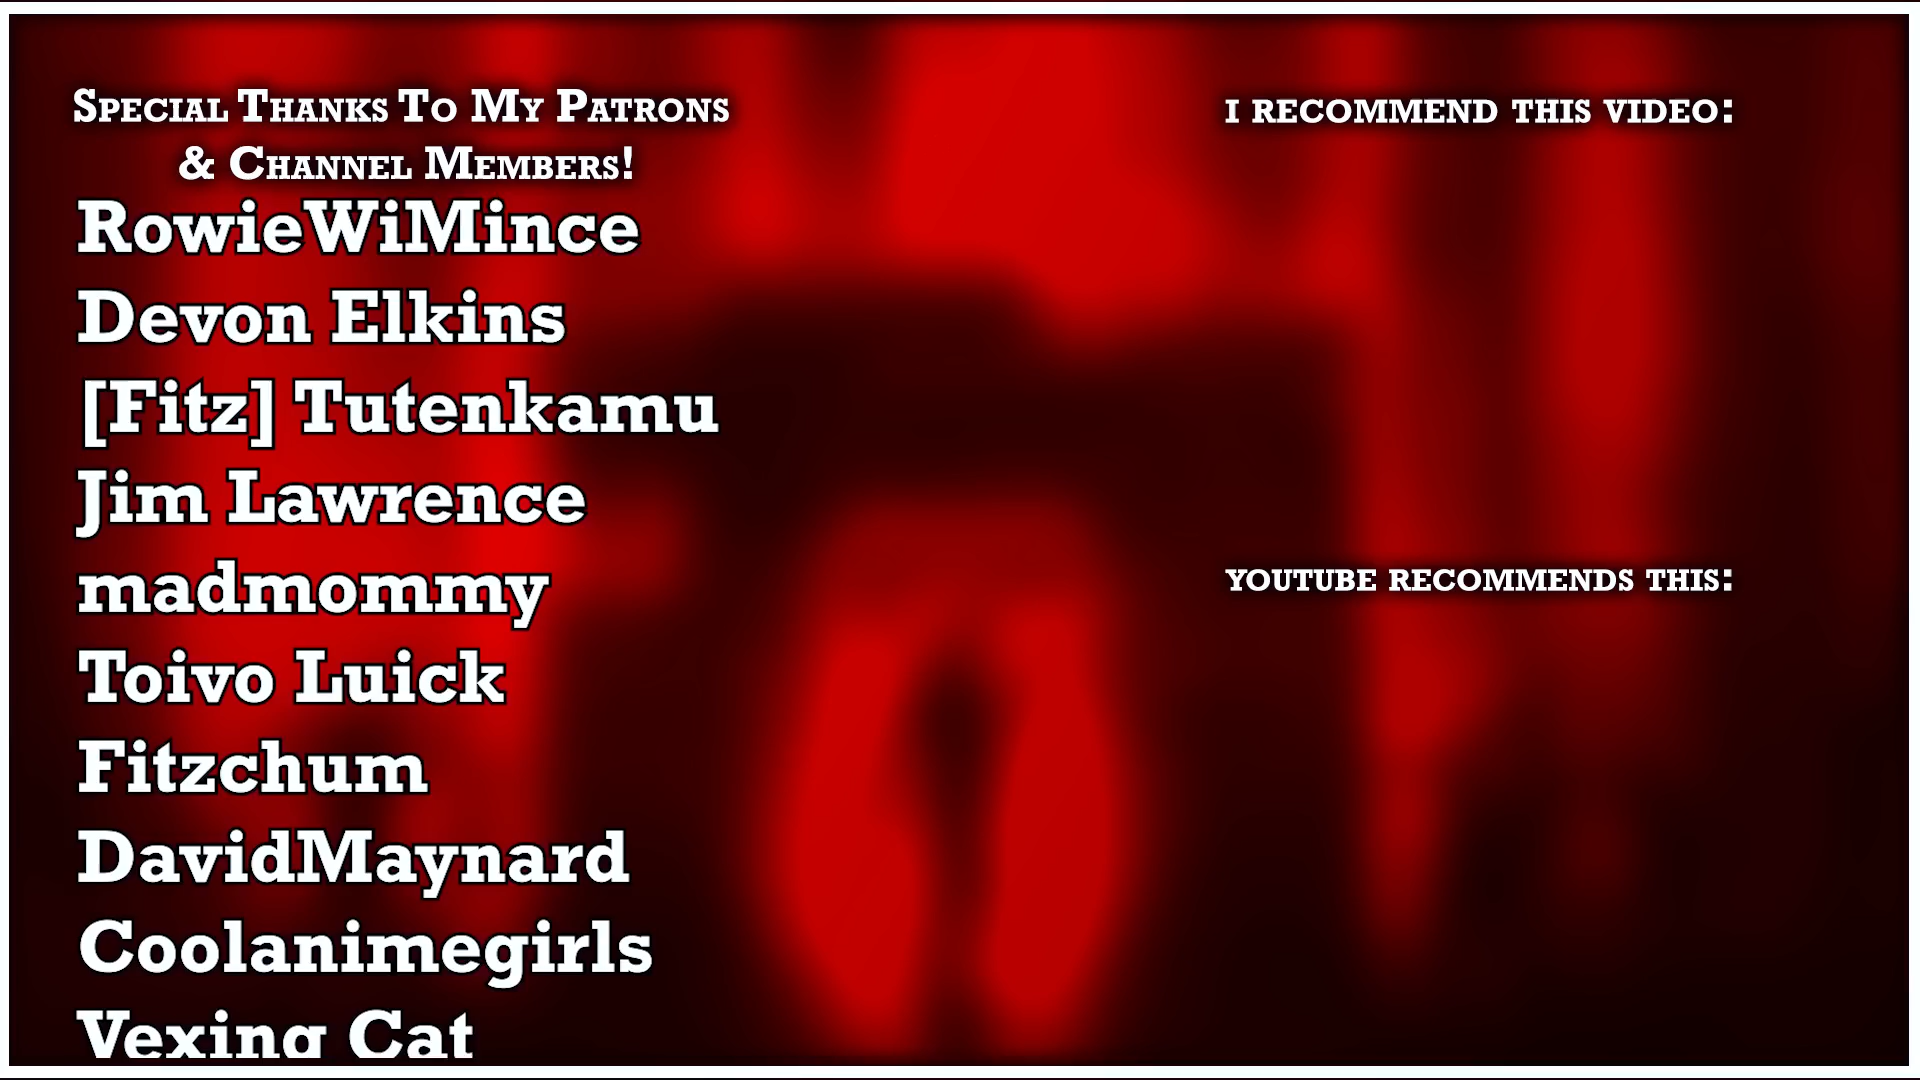 Special Thanks To My Patrons
& Channel Members!
RowieWiMince
Devon Elkins
[Fitz] Tutenkamu
Jim Lawrence
madmommy
Toivo Luick
Fitzchum
DavidMaynard
Coolanimegirls
Vexing Cat
I RECOMMEND THIS VIDEO:
YOUTUBE RECOMMENDS THIS: